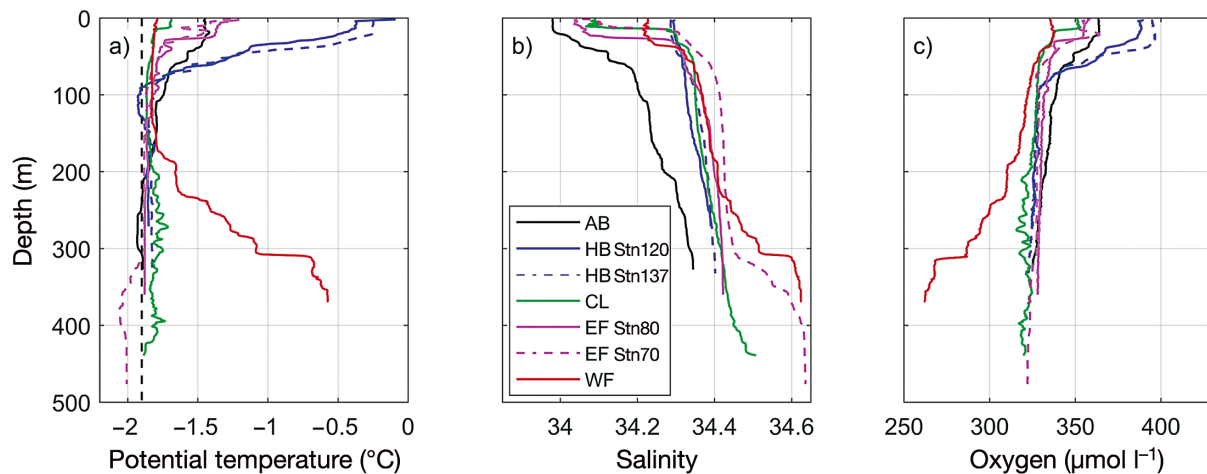 0
100
200
300
400
500
Depth (m)
a)
−2
−1.5
−1
−0.5
0
Potential temperature (°C)
b)
AB
HB Stn120
HB Stn137
CL
EF Stn80
EF Stn70
WF
34
34.2
34.4
34.6
Salinity
c)
250
300
350
400
Oxygen (µmol l⁻¹)